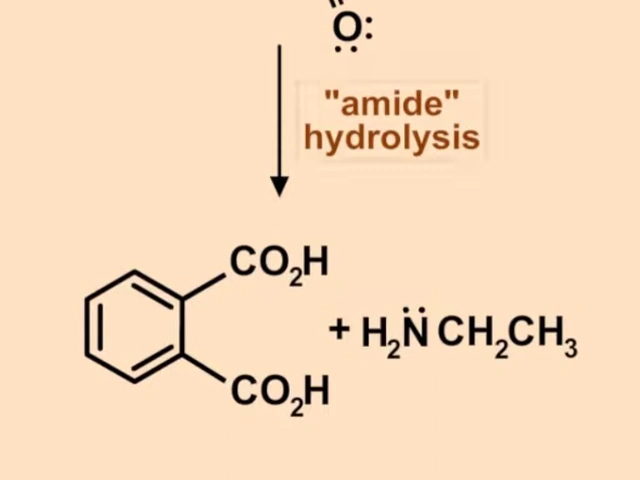 :O:
"amide"
hydrolysis
CO₂H
+ H₂N̈CH₂CH₃
CO₂H